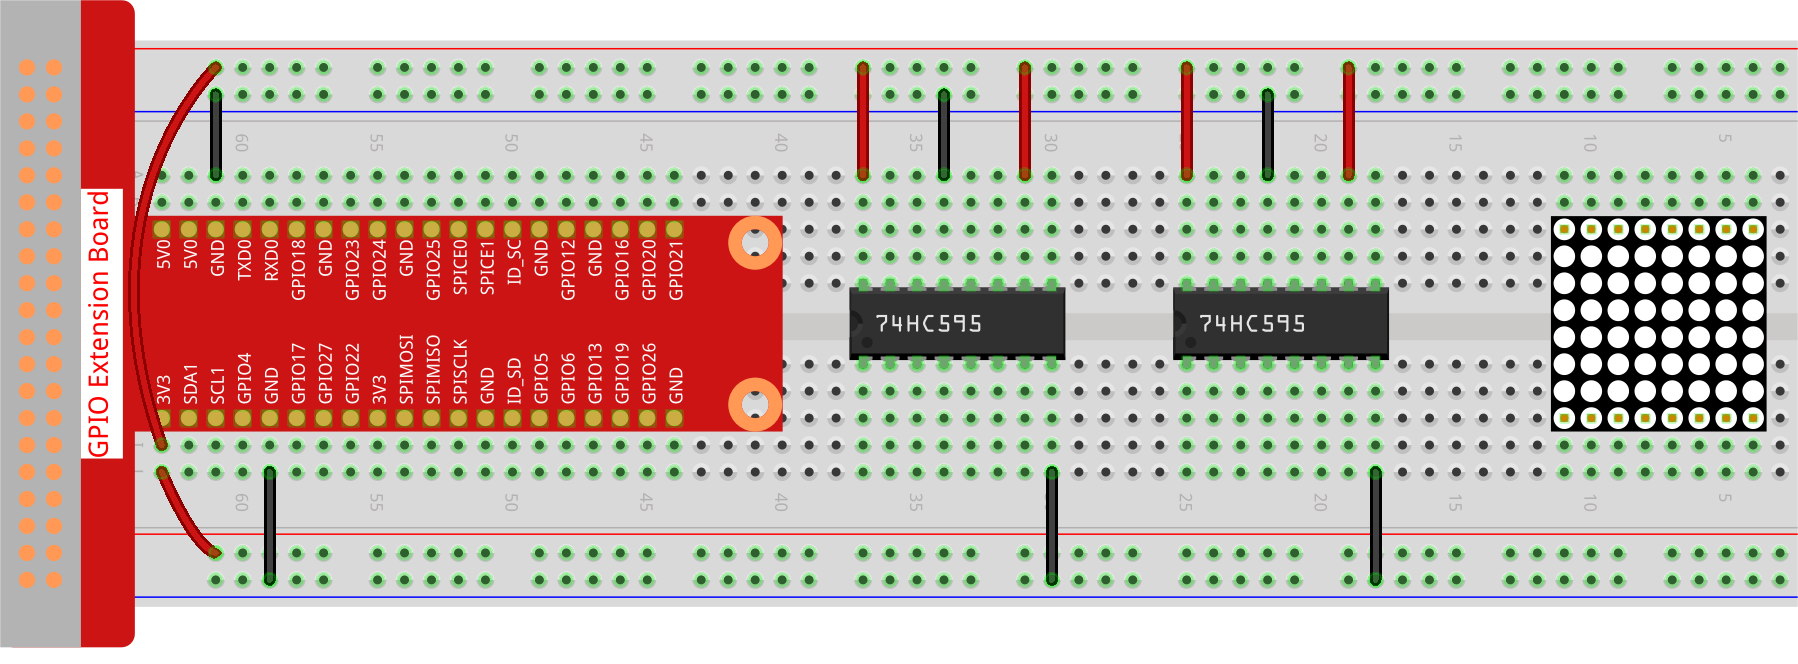 60 55 50 45 40 35 30 25 20 15 10 5
GPIO Extension Board
5V0
5V0
GND
TXD0
RXD0
GPIO18
GND
GPIO23
GPIO24
GND
GPIO25
SPICE0
SPICE1
ID_SC
GND
GPIO12
GND
GPIO16
GPIO20
GPIO21
74HC595
74HC595
3V3
SDA1
SCL1
GPIO4
GND
GPIO17
GPIO27
GPIO22
3V3
SPIMOSI
SPIMISO
SPISCLK
GND
ID_SD
GPIO5
GPIO6
GPIO13
GPIO19
GPIO26
GND
60 55 50 45 40 35 25 20 15 10 5